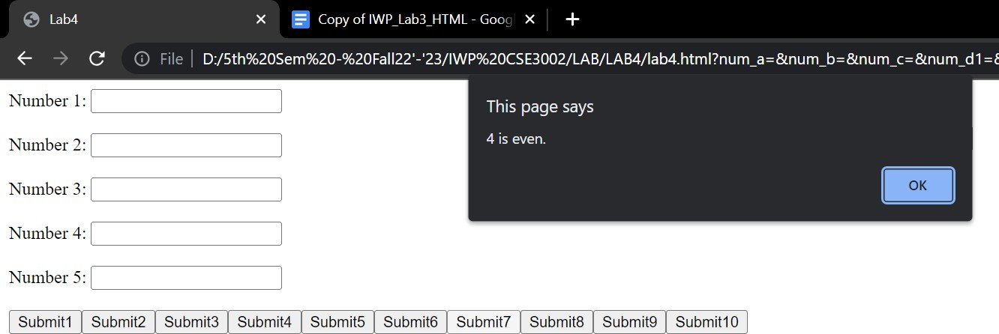 Lab4
Copy of IWP_Lab3_HTML - Goog
File D:/5th%20Sem%20-%20Fall22'-'23/IWP%20CSE3002/LAB/LAB4/lab4.html?num_a=&num_b=&num_c=&num_d1=&
This page says
4 is even.
OK
Number 1:
Number 2:
Number 3:
Number 4:
Number 5:
Submit1 Submit2 Submit3 Submit4 Submit5 Submit6 Submit7 Submit8 Submit9 Submit10